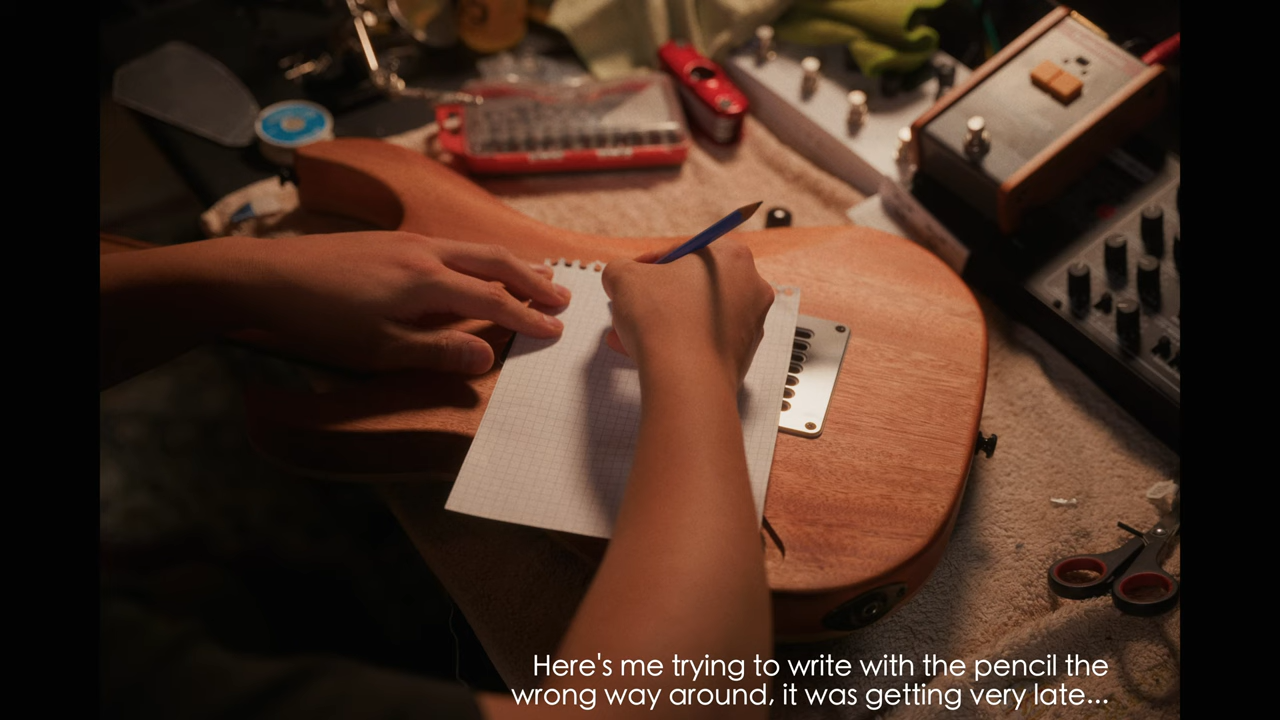 Here's me trying to write with the pencil the
wrong way around, it was getting very late...